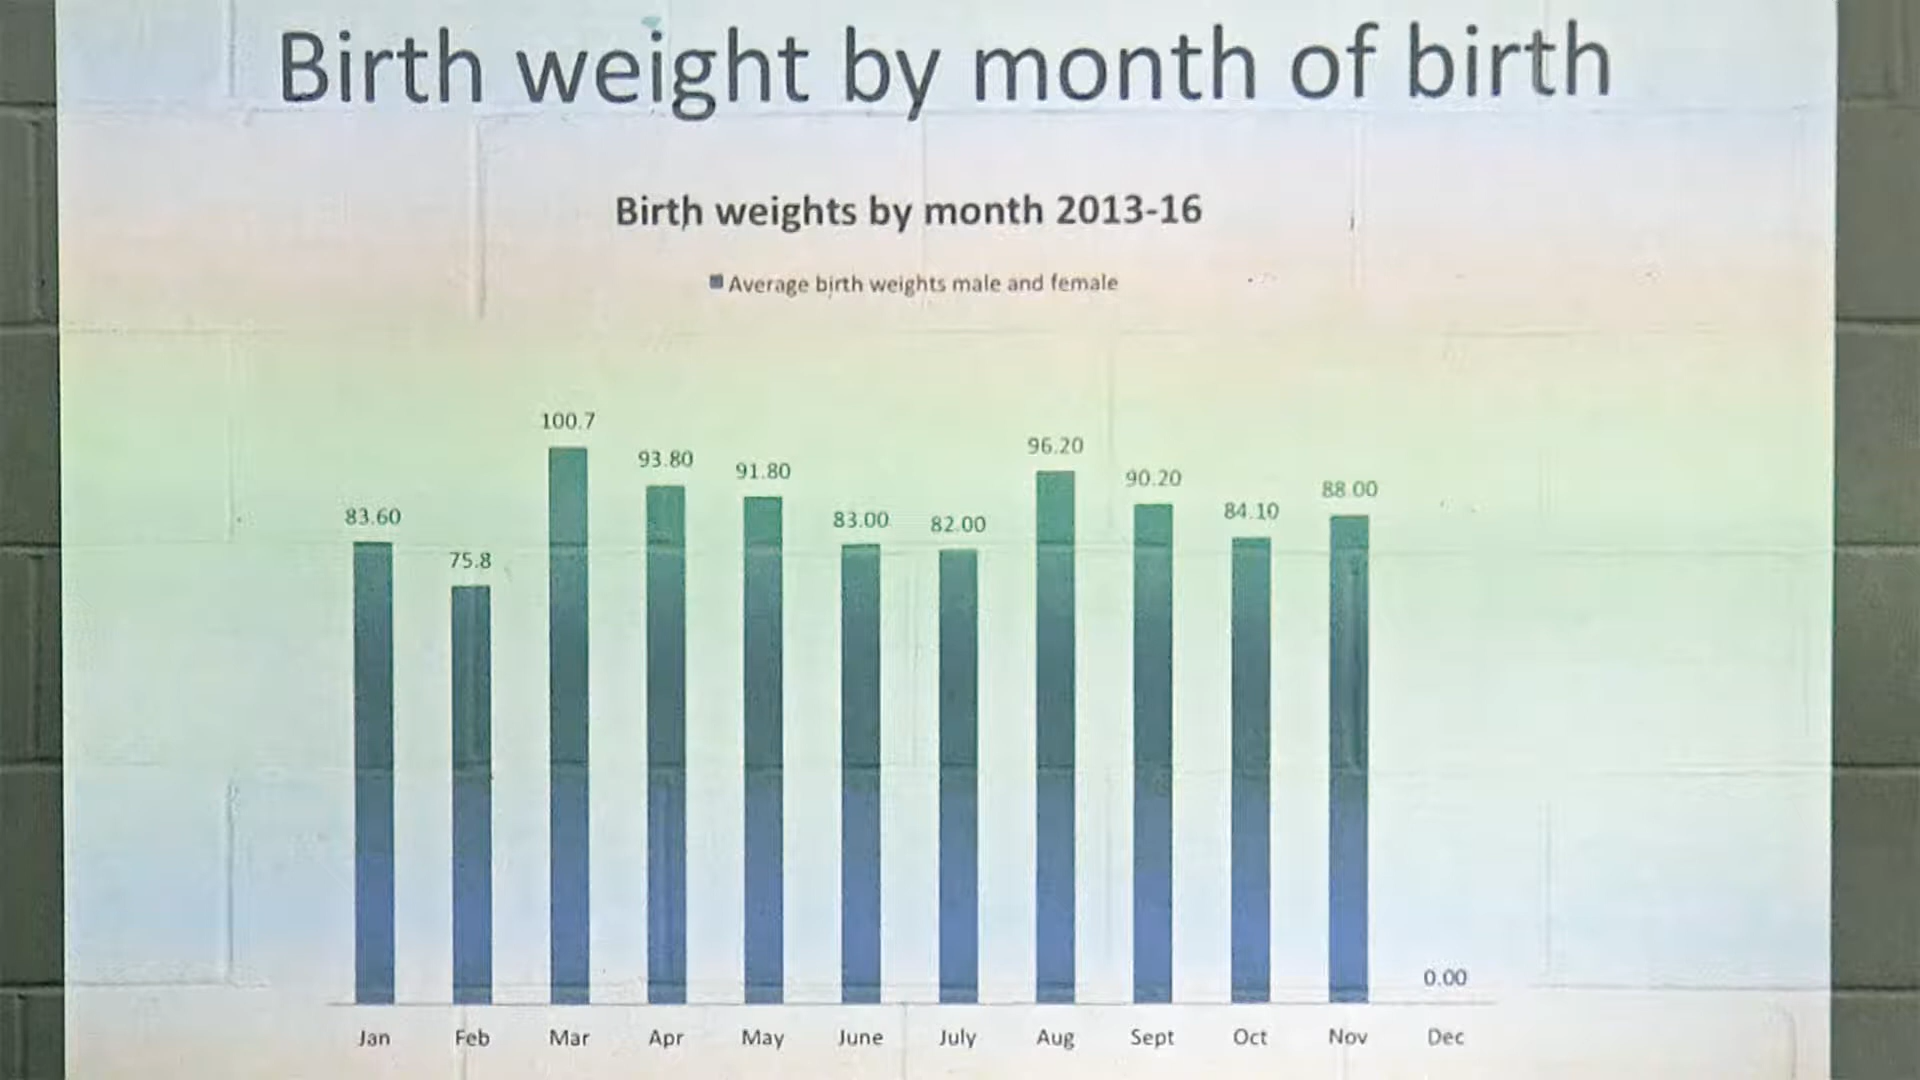 Birth weight by month of birth
Birth weights by month 2013-16
Average birth weights male and female
83.60 75.8 100.7 93.80 91.80 83.00 82.00 96.20 90.20 84.10 88.00 0.00
Jan Feb Mar Apr May June July Aug Sept Oct Nov Dec